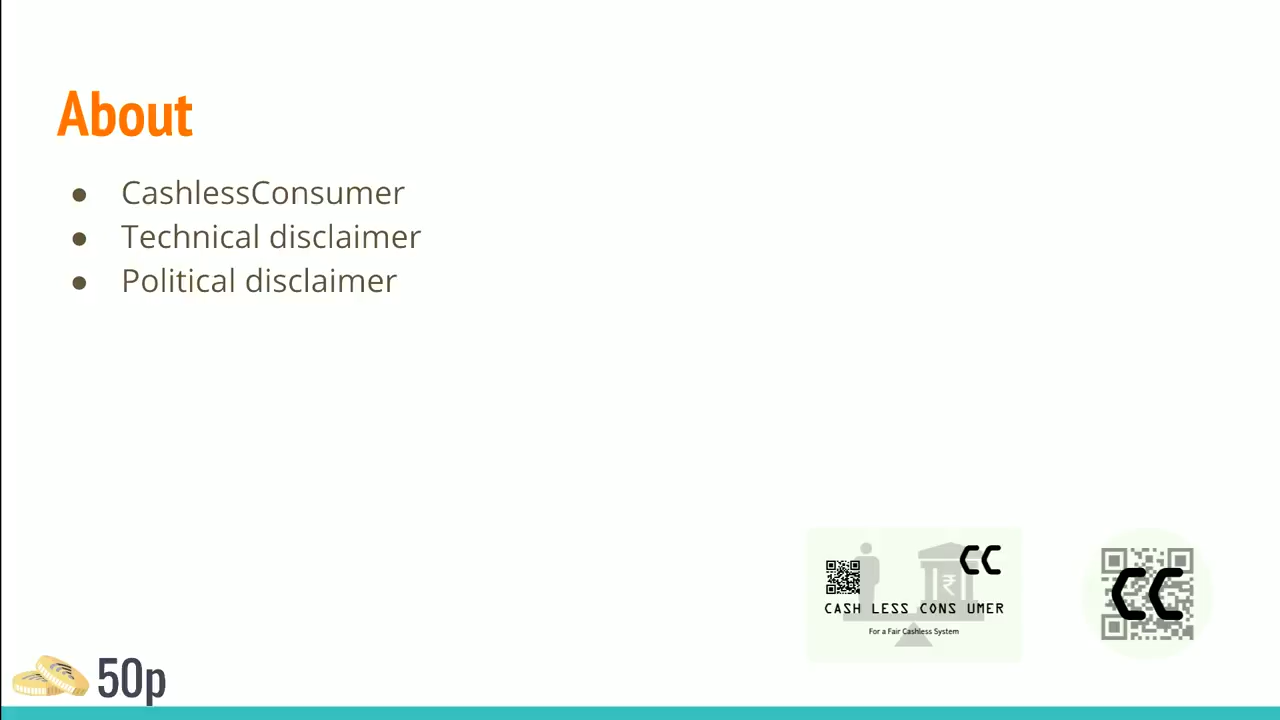 About
● CashlessConsumer
● Technical disclaimer
● Political disclaimer
CC
CASH LESS CONS UMER
For a Fair Cashless System
CC
50p